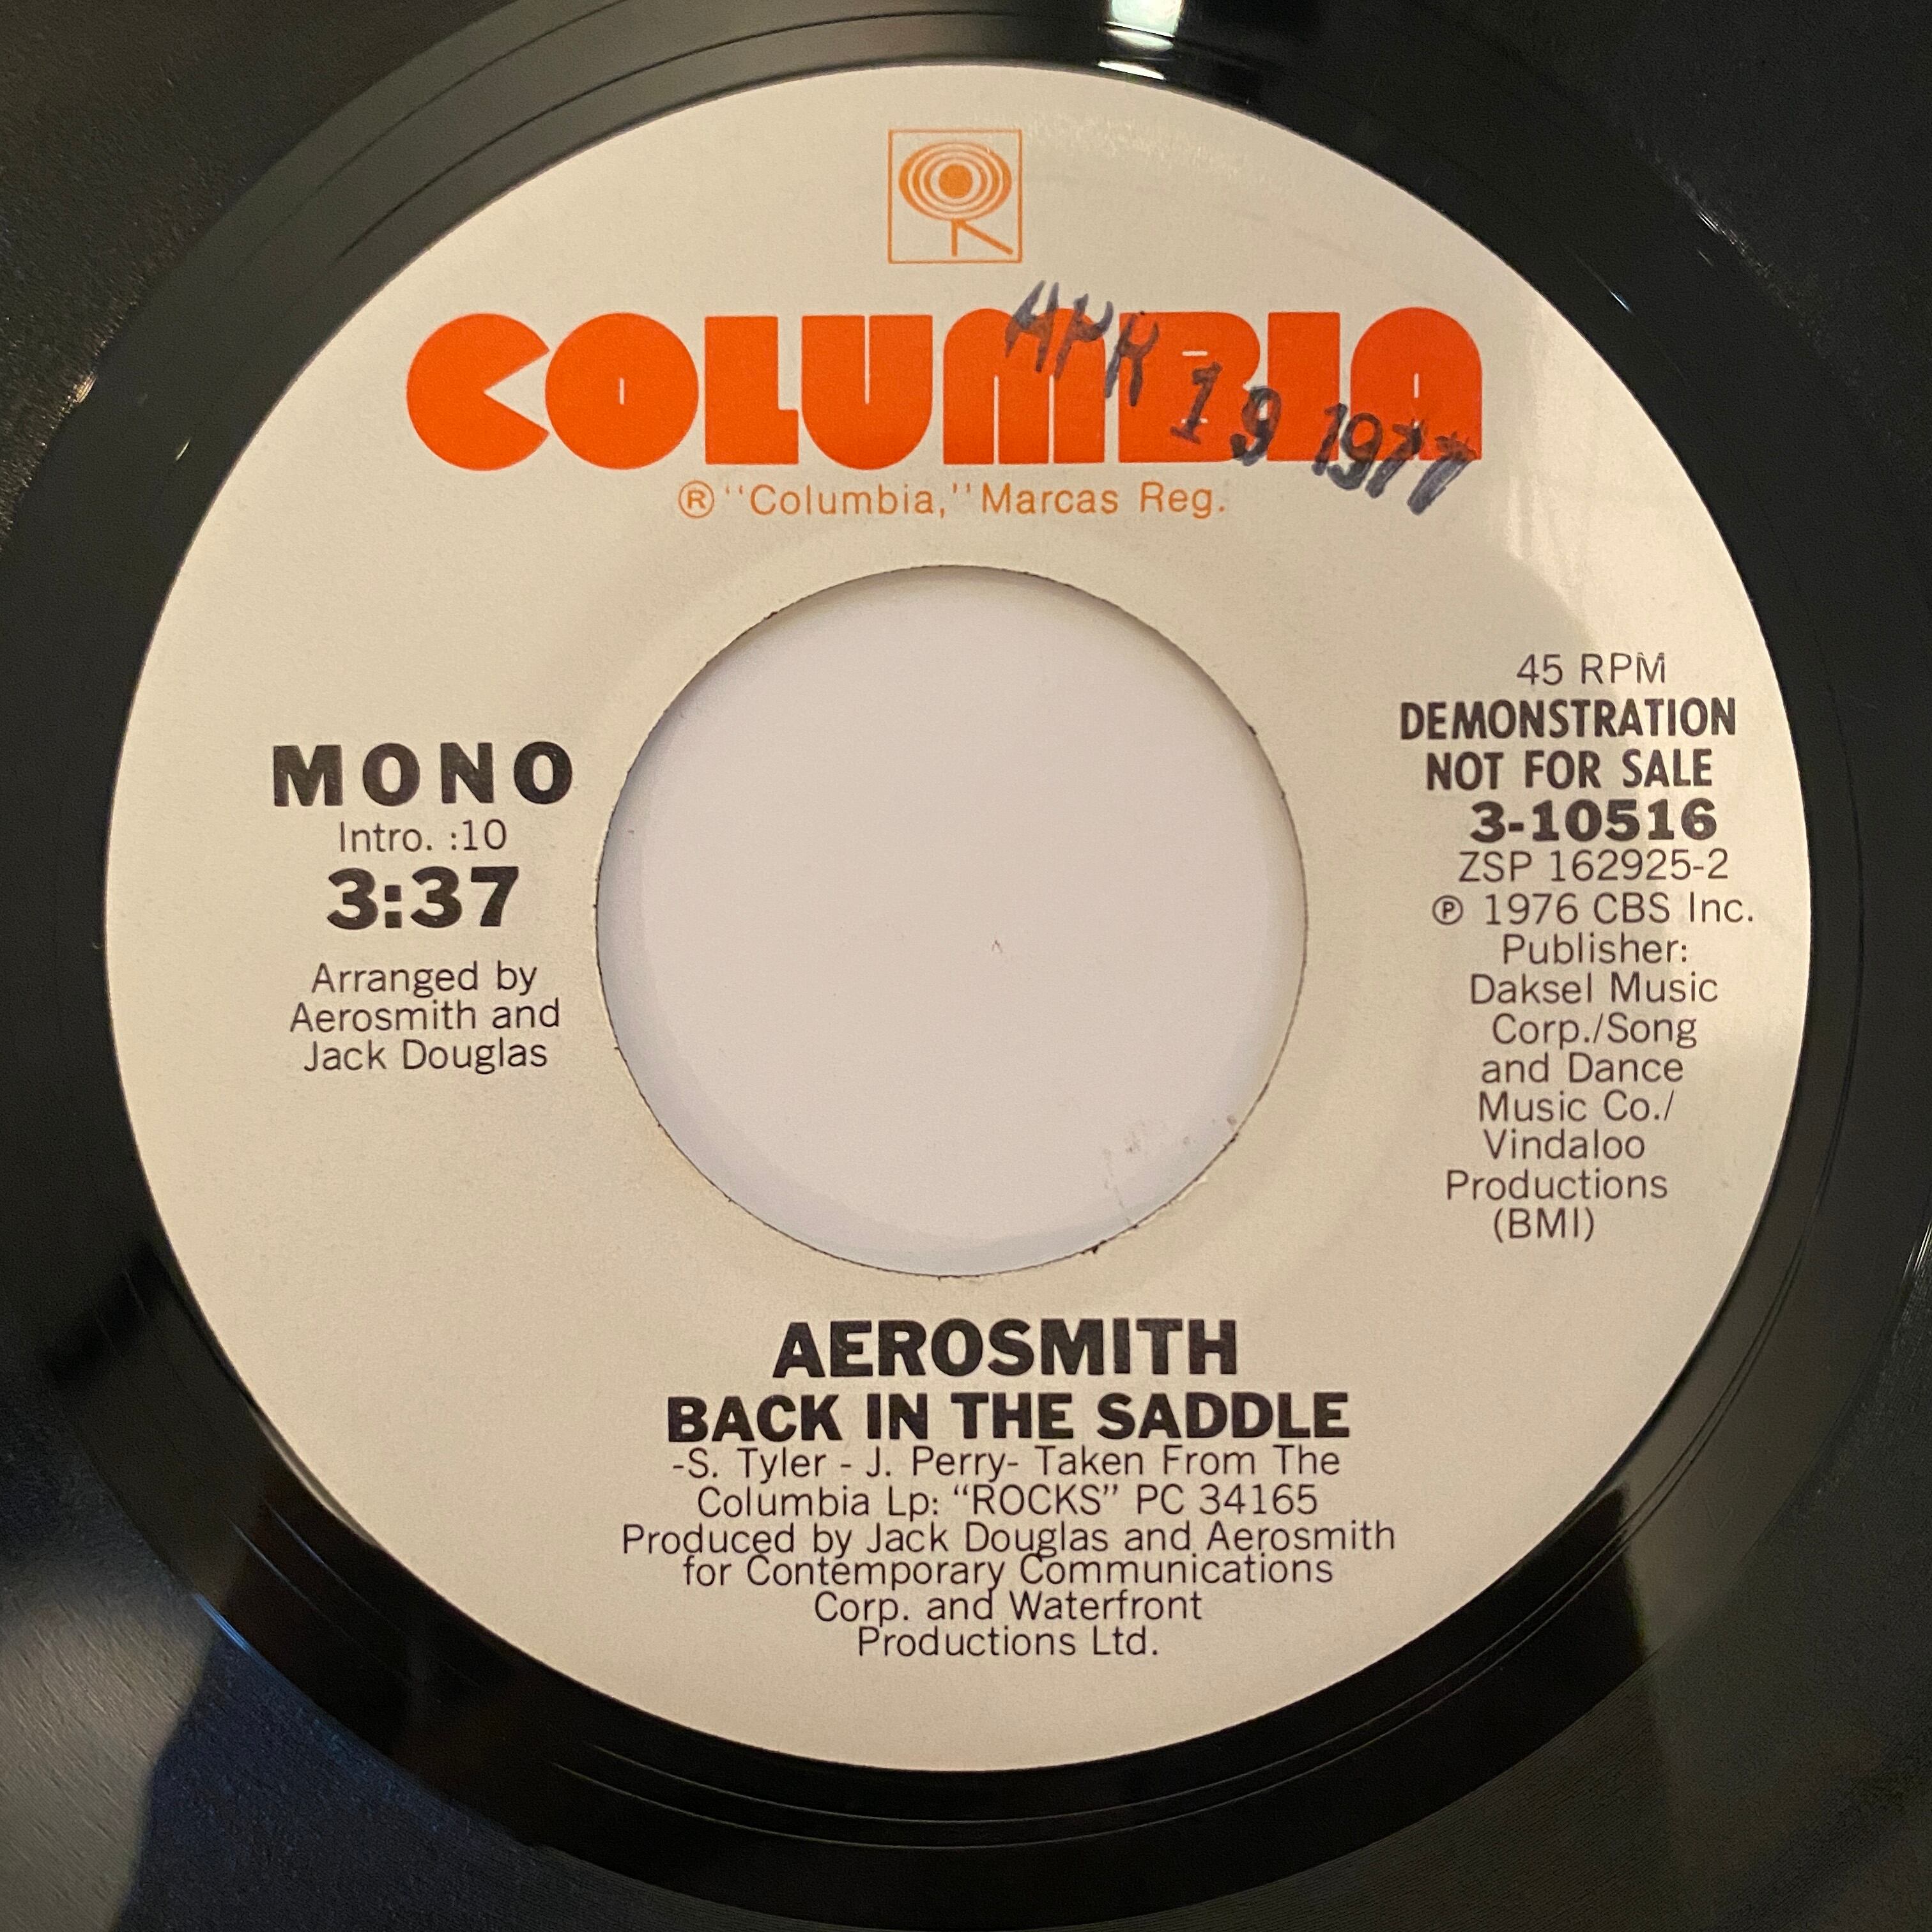 COLUMBIA
APR 19 1977
® "Columbia," Marcas Reg.
MONO
Intro. :10
3:37
Arranged by
Aerosmith and
Jack Douglas
45 RPM
DEMONSTRATION
NOT FOR SALE
3-10516
ZSP 162925-2
℗ 1976 CBS Inc.
Publisher:
Daksel Music
Corp./Song
and Dance
Music Co./
Vindaloo
Productions
(BMI)
AEROSMITH
BACK IN THE SADDLE
-S. Tyler - J. Perry- Taken From The
Columbia Lp: “ROCKS” PC 34165
Produced by Jack Douglas and Aerosmith
for Contemporary Communications
Corp. and Waterfront
Productions Ltd.